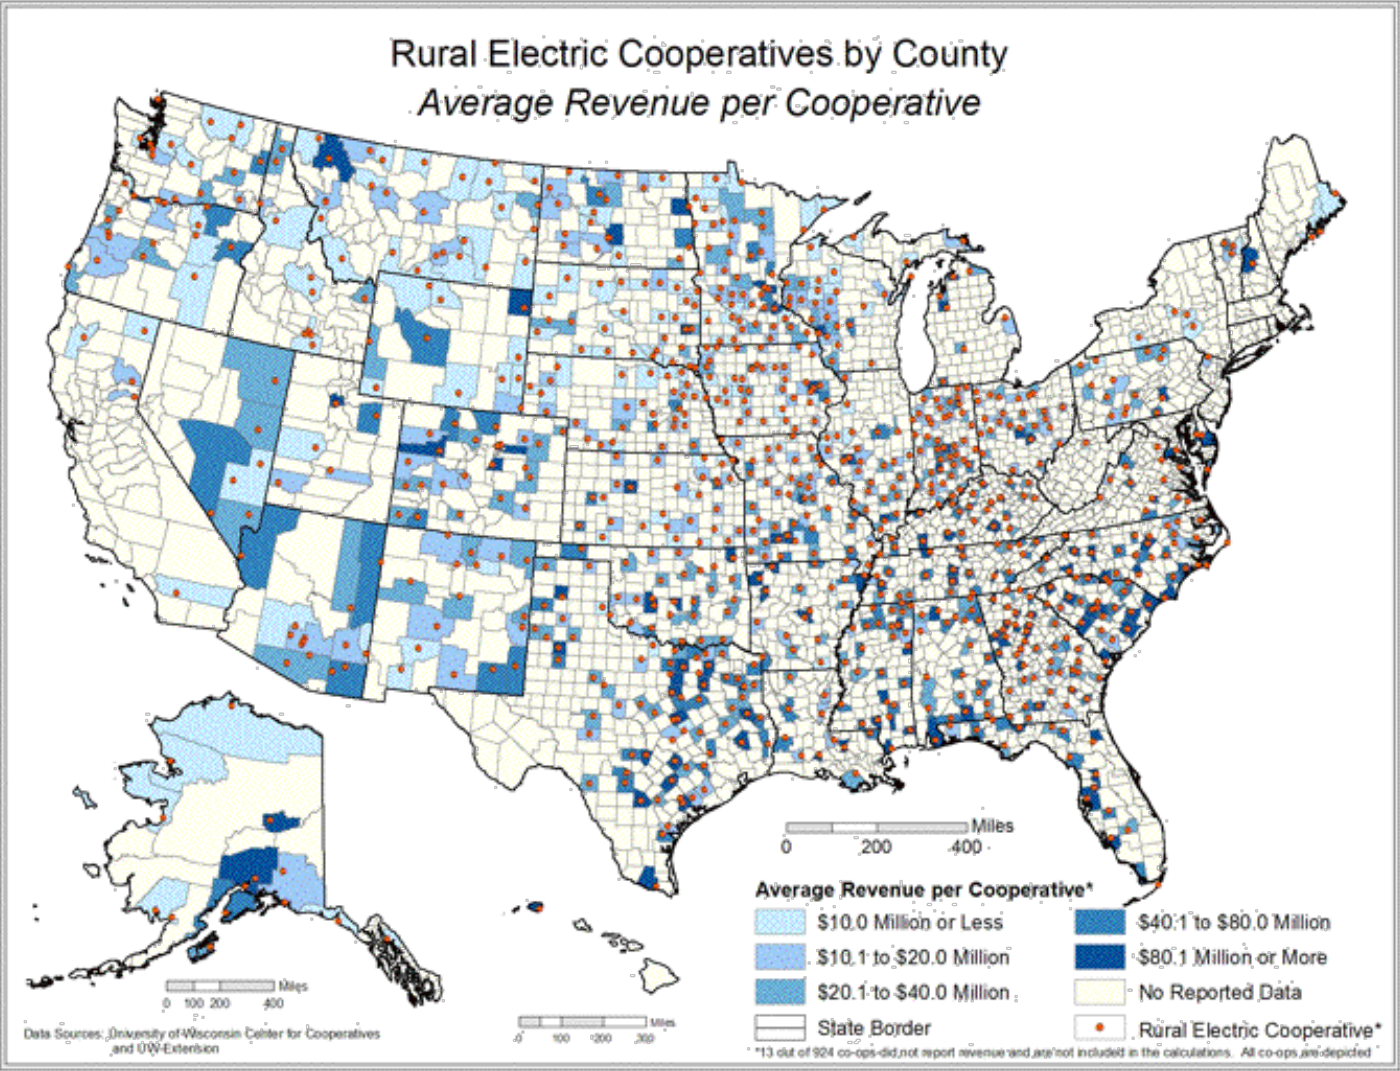 Rural Electric Cooperatives by County
Average Revenue per Cooperative
Miles
0 200 400
Average Revenue per Cooperative*
$10.0 Million or Less
$10.1 to $20.0 Million
$20.1 to $40.0 Million
State Border
$40.1 to $80.0 Million
$80.1 Million or More
No Reported Data
Rural Electric Cooperative*
*13 out of 924 co-ops did not report revenue and are not included in the calculations. All co-ops are depicted
Miles
0 100 200 400
Miles
0 100 200 300
Data Sources: University of Wisconsin Center for Cooperatives
and UW-Extension